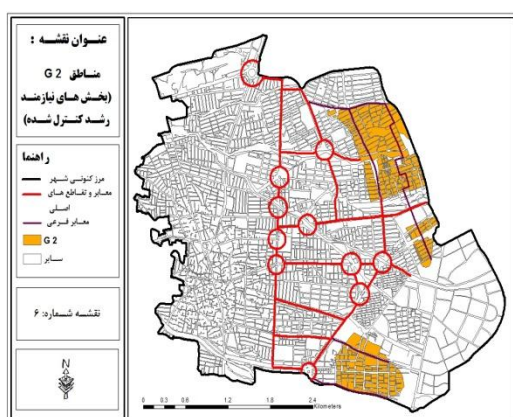 عنوان نقشه :
مناطق G 2
(بخش های نیازمند
رشد کنترل شده)
راهنما
مرز کنونی شهر
معابر و تقاطع های
اصلی
معابر فرعی
G 2
سایر
نقشه شماره: ۶
N
0 0.3 0.6 1.2 1.8 2.4
Kilometers